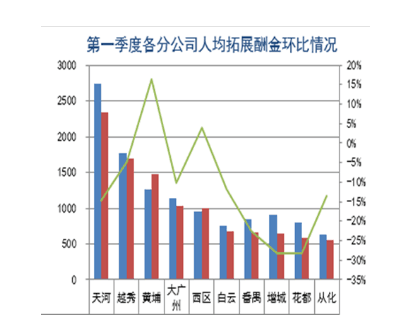 第一季度各分公司人均拓展酬金环比情况
3000
2500
2000
1500
1000
500
0
20%
15%
10%
5%
0%
-5%
-10%
-15%
-20%
-25%
-30%
-35%
天河
越秀
黄埔
大广州
西区
白云
番禺
增城
花都
从化